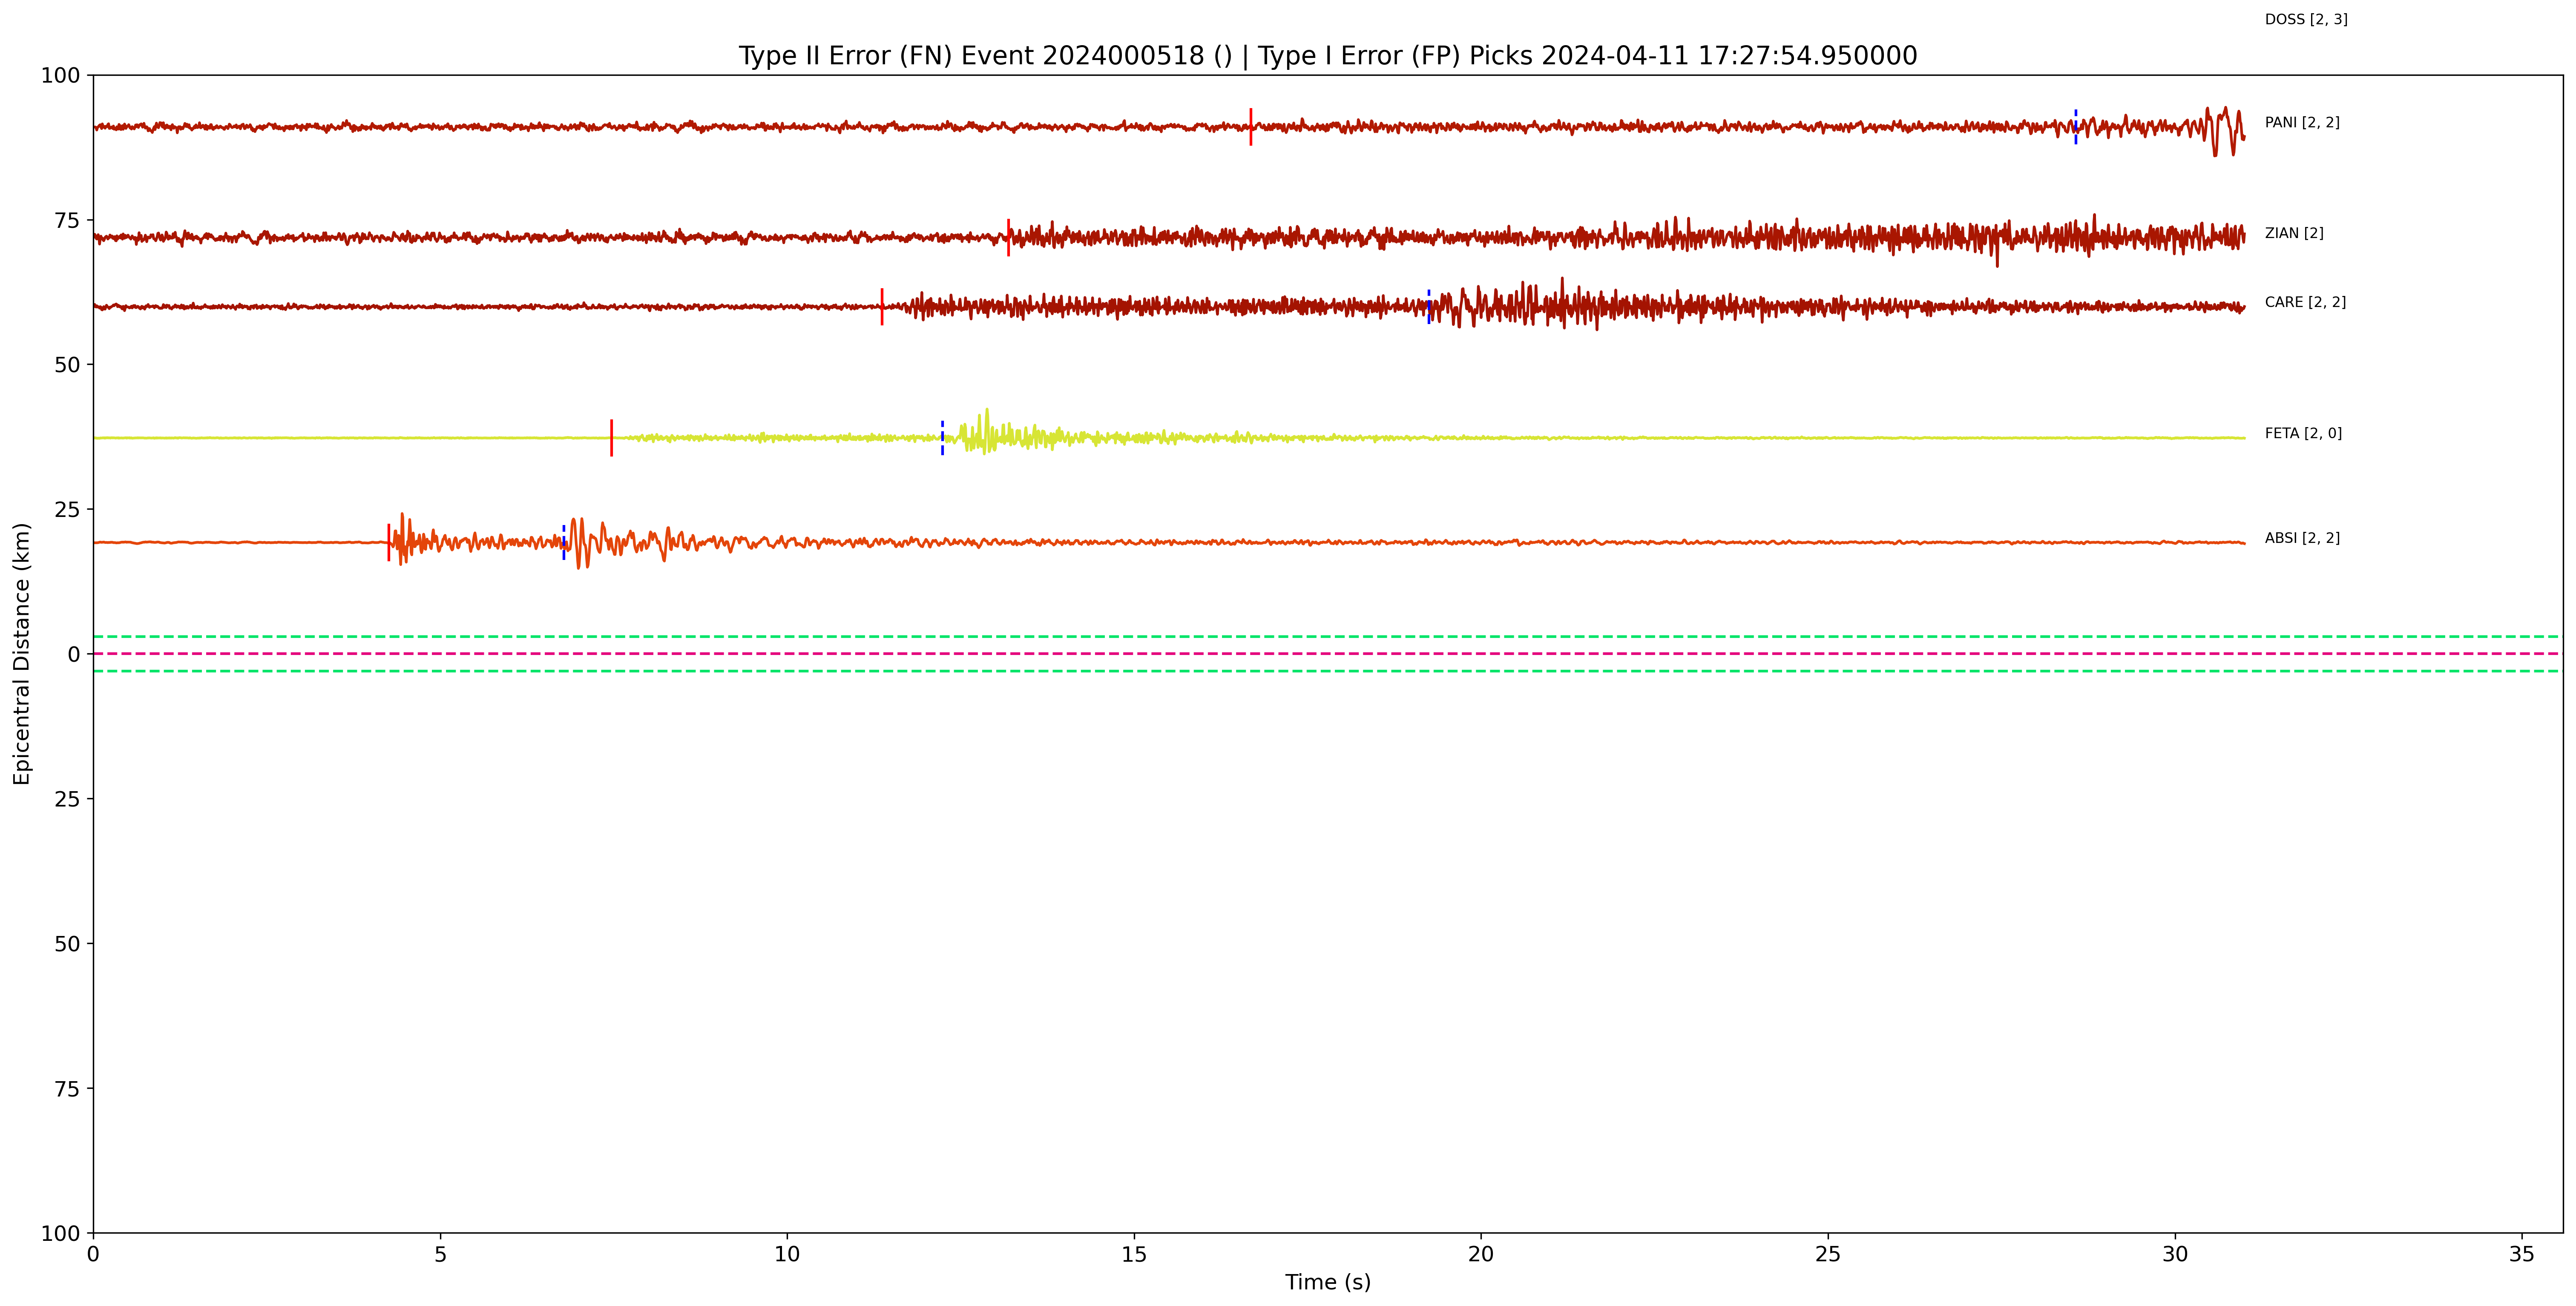 DOSS [2, 3]
Type II Error (FN) Event 2024000518 () | Type I Error (FP) Picks 2024-04-11 17:27:54.950000
100
PANI [2, 2]
75
ZIAN [2]
CARE [2, 2]
50
FETA [2, 0]
25
ABSI [2, 2]
0
25
50
75
100
Epicentral Distance (km)
0 5 10 15 20 25 30 35
Time (s)